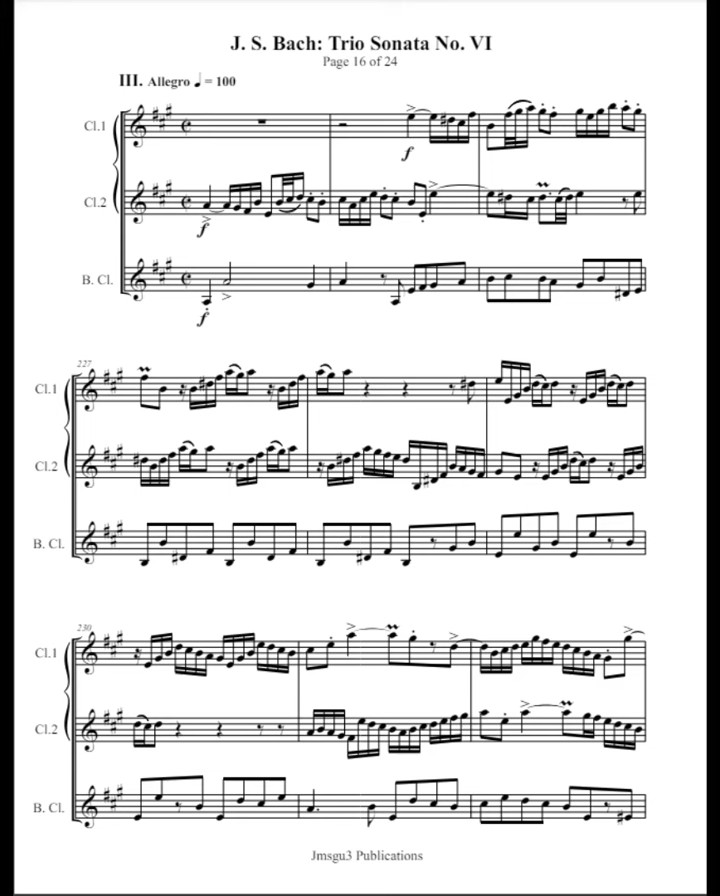 J. S. Bach: Trio Sonata No. VI
Page 16 of 24
III. Allegro ♩ = 100
Cl.1
f
Cl.2
f
B. Cl.
f
227
Cl.1
Cl.2
B. Cl.
230
Cl.1
Cl.2
B. Cl.
Jmsgu3 Publications